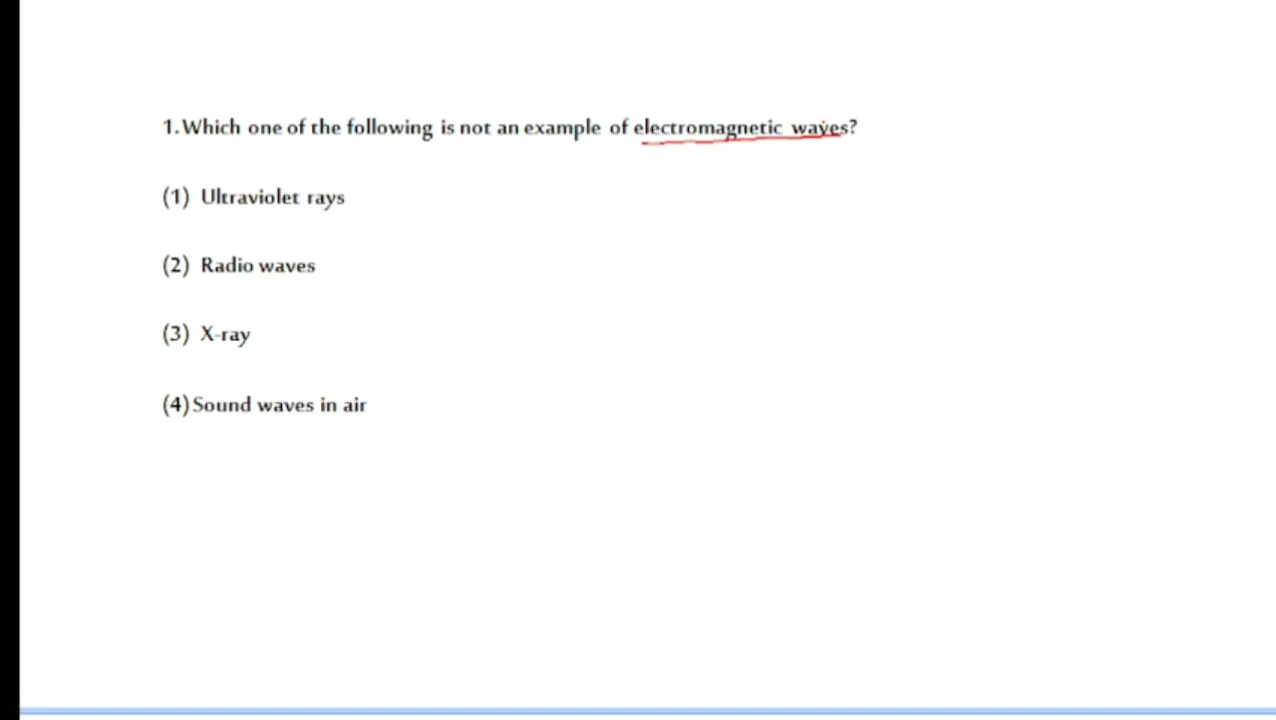 1.Which one of the following is not an example of electromagnetic waves?
(1) Ultraviolet rays
(2) Radio waves
(3) X-ray
(4)Sound waves in air